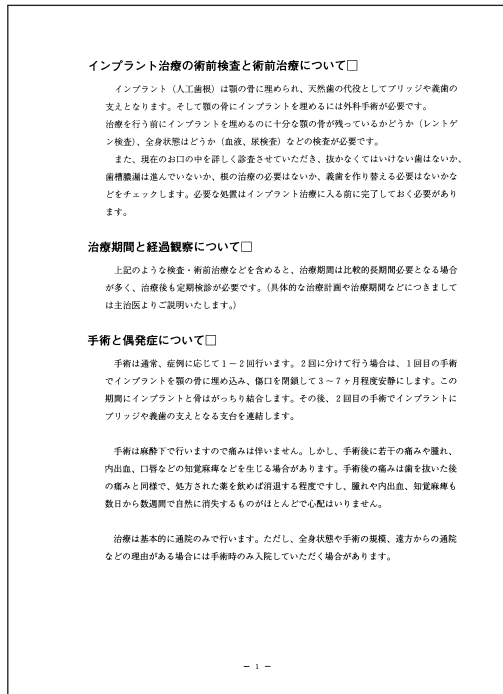 インプラント治療の術前検査と術前治療について□
インプラント（人工歯根）は顎の骨に埋められ、天然歯の代役としてブリッジや義歯の
支えとなります。そして顎の骨にインプラントを埋めるには外科手術が必要です。
治療を行う前にインプラントを埋めるのに十分な顎の骨が残っているかどうか（レントゲ
ン検査）、全身状態はどうか（血液、尿検査）などの検査が必要です。
また、現在のお口の中を詳しく診査させていただき、抜かなくてはいけない歯はないか、
歯槽膿漏は進んでいないか、根の治療の必要はないか、義歯を作り替える必要はないかな
どをチェックします。必要な処置はインプラント治療に入る前に完了しておく必要があり
ます。
治療期間と経過観察について□
上記のような検査・術前治療などを含めると、治療期間は比較的長期間必要となる場合
が多く、治療後も定期検診が必要です。（具体的な治療計画や治療期間などにつきまして
は主治医よりご説明いたします。）
手術と偶発症について□
手術は通常、症例に応じて１～２回行います。２回に分けて行う場合は、１回目の手術
でインプラントを顎の骨に埋め込み、傷口を閉鎖して３～７ヶ月程度安静にします。この
期間にインプラントと骨はがっちり結合します。その後、２回目の手術でインプラントに
ブリッジや義歯の支えとなる支台を連結します。
手術は麻酔下で行いますので痛みは伴いません。しかし、手術後に若干の痛みや腫れ、
内出血、口唇などの知覚麻痺などを生じる場合があります。手術後の痛みは歯を抜いた後
の痛みと同様で、処方された薬を飲めば消退する程度ですし、腫れや内出血、知覚麻痺も
数日から数週間で自然に消失するものがほとんどで心配はいりません。
治療は基本的に通院のみで行います。ただし、全身状態や手術の規模、遠方からの通院
などの理由がある場合には手術時のみ入院していただく場合があります。
－ 1 －